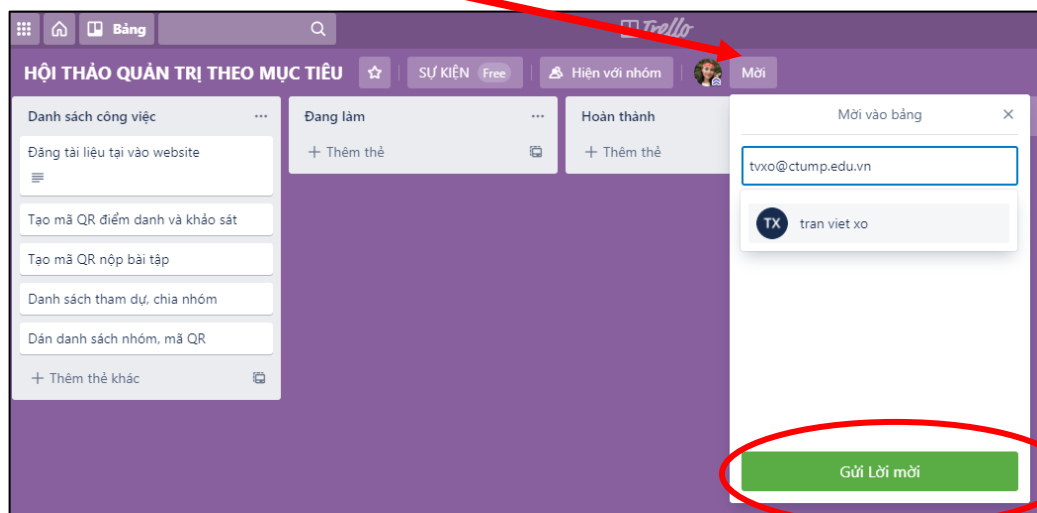 Bảng
Trello
HỘI THẢO QUẢN TRỊ THEO MỤC TIÊU
SỰ KIỆN Free
Hiện với nhóm
Mời
Danh sách công việc
Đăng tài liệu tại vào website
Tạo mã QR điểm danh và khảo sát
Tạo mã QR nộp bài tập
Danh sách tham dự, chia nhóm
Dán danh sách nhóm, mã QR
+ Thêm thẻ khác
Đang làm
+ Thêm thẻ
Hoàn thành
+ Thêm thẻ
Mời vào bảng
tvxo@ctump.edu.vn
TX tran viet xo
Gửi Lời mời